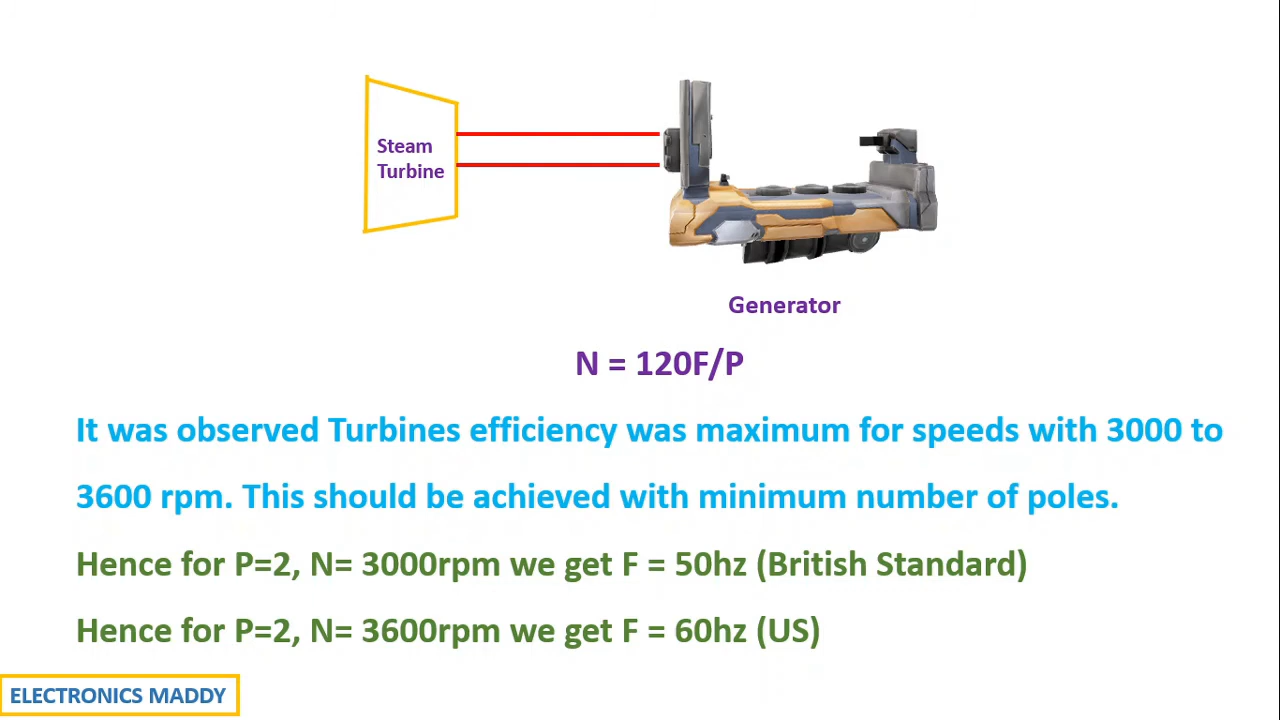 Steam
Turbine
Generator
N = 120F/P
It was observed Turbines efficiency was maximum for speeds with 3000 to
3600 rpm. This should be achieved with minimum number of poles.
Hence for P=2, N= 3000rpm we get F = 50hz (British Standard)
Hence for P=2, N= 3600rpm we get F = 60hz (US)
ELECTRONICS MADDY